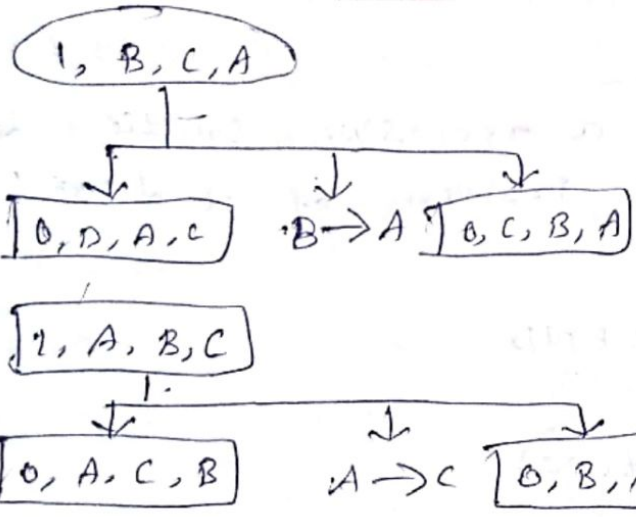 1, B, C, A
0, D, A, C B → A 0, C, B, A
1, A, B, C
0, A, C, B A → C 0, B,